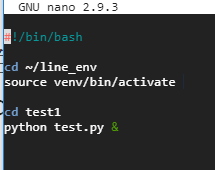 GNU nano 2.9.3
#!/bin/bash
cd ~/line_env
source venv/bin/activate
cd test1
python test.py &